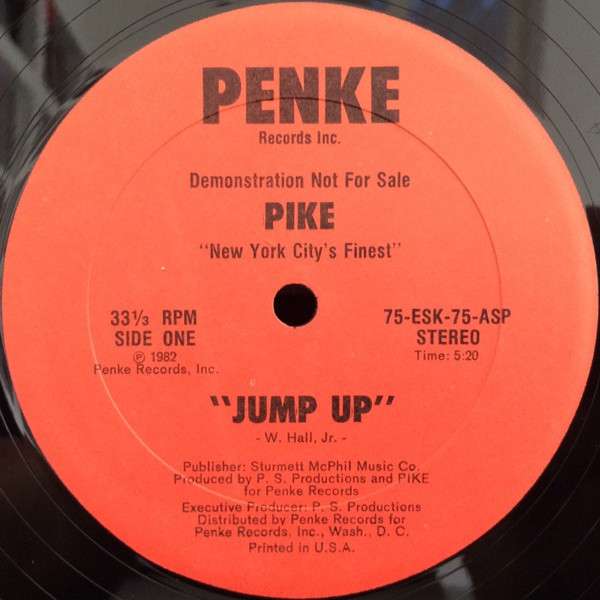 PENKE
Records Inc.
Demonstration Not For Sale
PIKE
"New York City's Finest"
33⅓ RPM
SIDE ONE
℗ 1982
Penke Records, Inc.
75-ESK-75-ASP
STEREO
Time: 5:20
"JUMP UP"
- W. Hall, Jr. -
Publisher: Sturmett McPhil Music Co.
Produced by P. S. Productions and PIKE
for Penke Records
Executive Producer: P. S. Productions
Distributed by Penke Records for
Penke Records, Inc., Wash., D. C.
Printed in U.S.A.